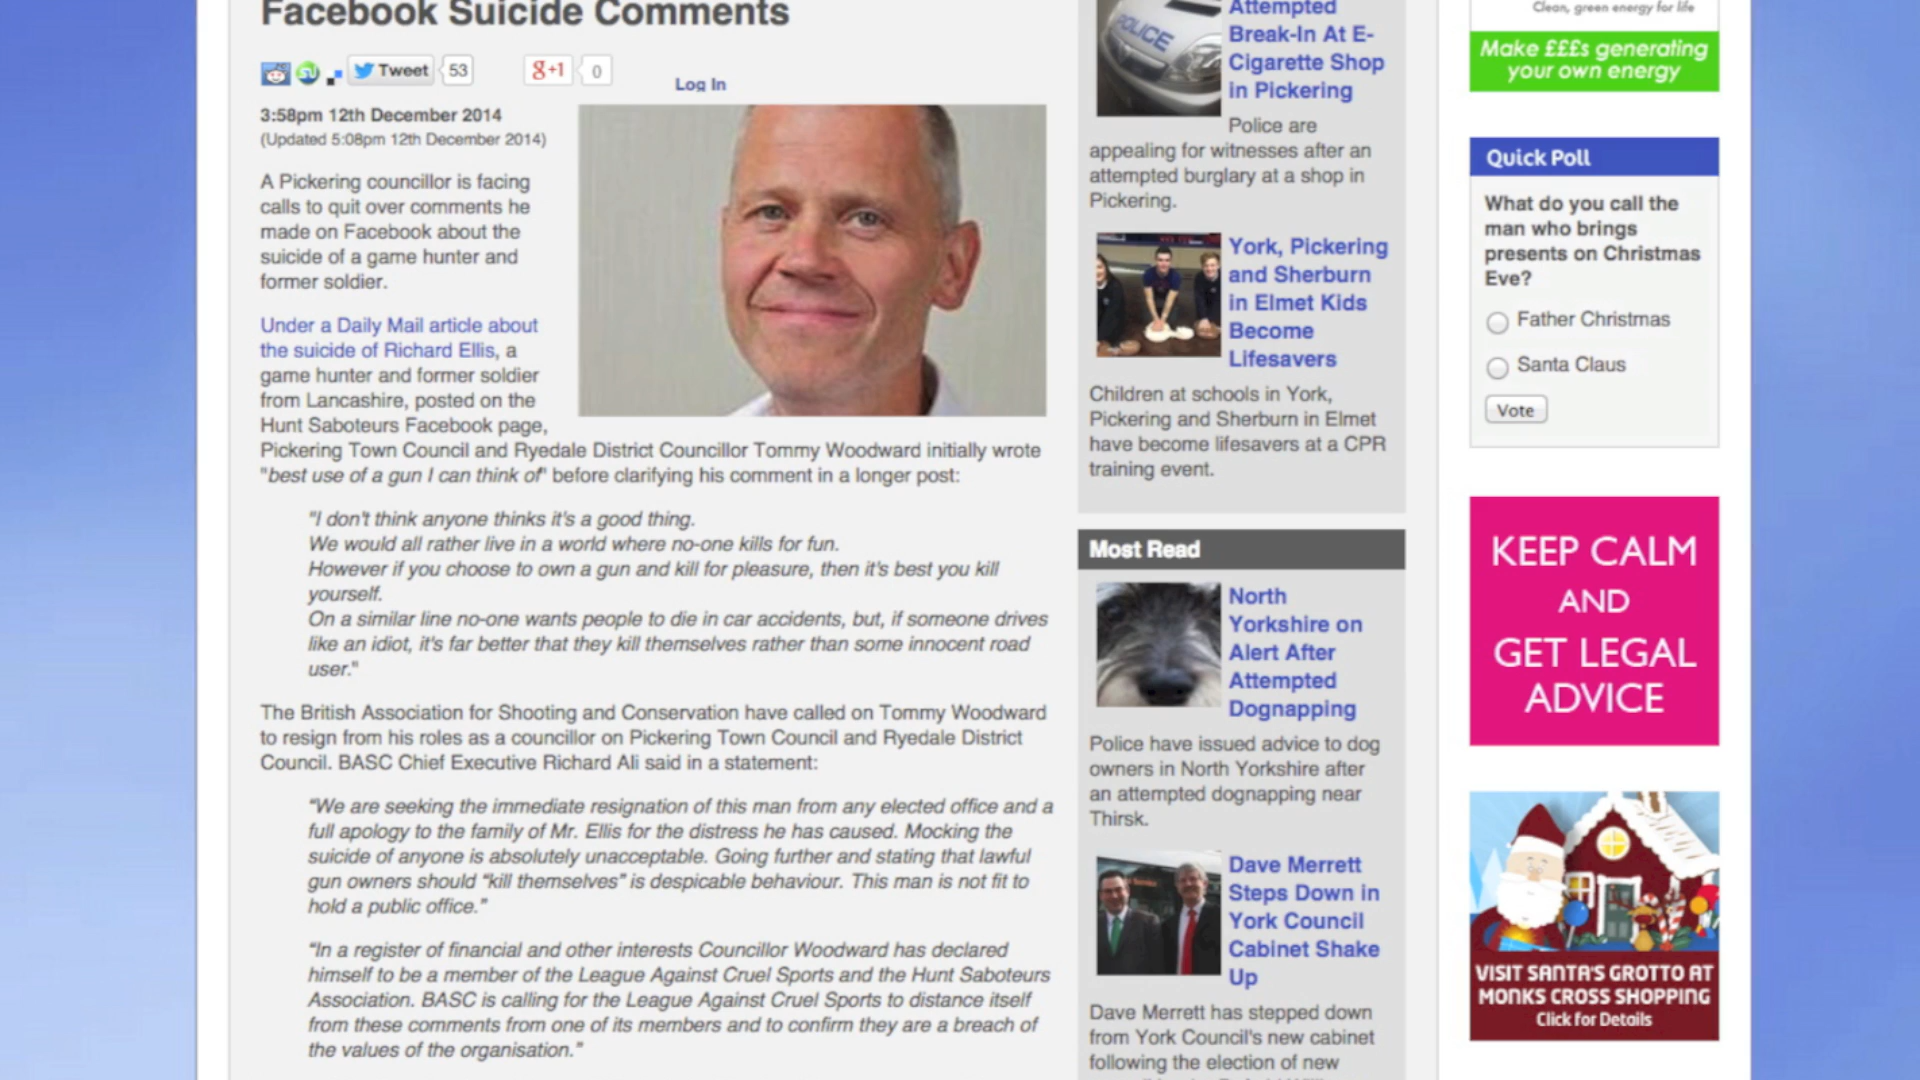 Facebook Suicide Comments
Tweet
53
g+1
0
Log In
3:58pm 12th December 2014
(Updated 5:08pm 12th December 2014)
A Pickering councillor is facing
calls to quit over comments he
made on Facebook about the
suicide of a game hunter and
former soldier.
Under a Daily Mail article about
the suicide of Richard Ellis, a
game hunter and former soldier
from Lancashire, posted on the
Hunt Saboteurs Facebook page,
Pickering Town Council and Ryedale District Councillor Tommy Woodward initially wrote
"best use of a gun I can think of" before clarifying his comment in a longer post:
"I don't think anyone thinks it's a good thing.
We would all rather live in a world where no-one kills for fun.
However if you choose to own a gun and kill for pleasure, then it's best you kill
yourself.
On a similar line no-one wants people to die in car accidents, but, if someone drives
like an idiot, it's far better that they kill themselves rather than some innocent road
user."
The British Association for Shooting and Conservation have called on Tommy Woodward
to resign from his roles as a councillor on Pickering Town Council and Ryedale District
Council. BASC Chief Executive Richard Ali said in a statement:
“We are seeking the immediate resignation of this man from any elected office and a
full apology to the family of Mr. Ellis for the distress he has caused. Mocking the
suicide of anyone is absolutely unacceptable. Going further and stating that lawful
gun owners should “kill themselves” is despicable behaviour. This man is not fit to
hold a public office.”
“In a register of financial and other interests Councillor Woodward has declared
himself to be a member of the League Against Cruel Sports and the Hunt Saboteurs
Association. BASC is calling for the League Against Cruel Sports to distance itself
from these comments from one of its members and to confirm they are a breach of
the values of the organisation.”
POLICE
Attempted
Break-In At E-
Cigarette Shop
in Pickering
Police are
appealing for witnesses after an
attempted burglary at a shop in
Pickering.
York, Pickering
and Sherburn
in Elmet Kids
Become
Lifesavers
Children at schools in York,
Pickering and Sherburn in Elmet
have become lifesavers at a CPR
training event.
Most Read
North
Yorkshire on
Alert After
Attempted
Dognapping
Police have issued advice to dog
owners in North Yorkshire after
an attempted dognapping near
Thirsk.
Dave Merrett
Steps Down in
York Council
Cabinet Shake
Up
Dave Merrett has stepped down
from York Council's new cabinet
following the election of new
Clean, green energy for life
Make £££s generating
your own energy
Quick Poll
What do you call the
man who brings
presents on Christmas
Eve?
Father Christmas
Santa Claus
Vote
KEEP CALM
AND
GET LEGAL
ADVICE
VISIT SANTA'S GROTTO AT
MONKS CROSS SHOPPING
Click for Details